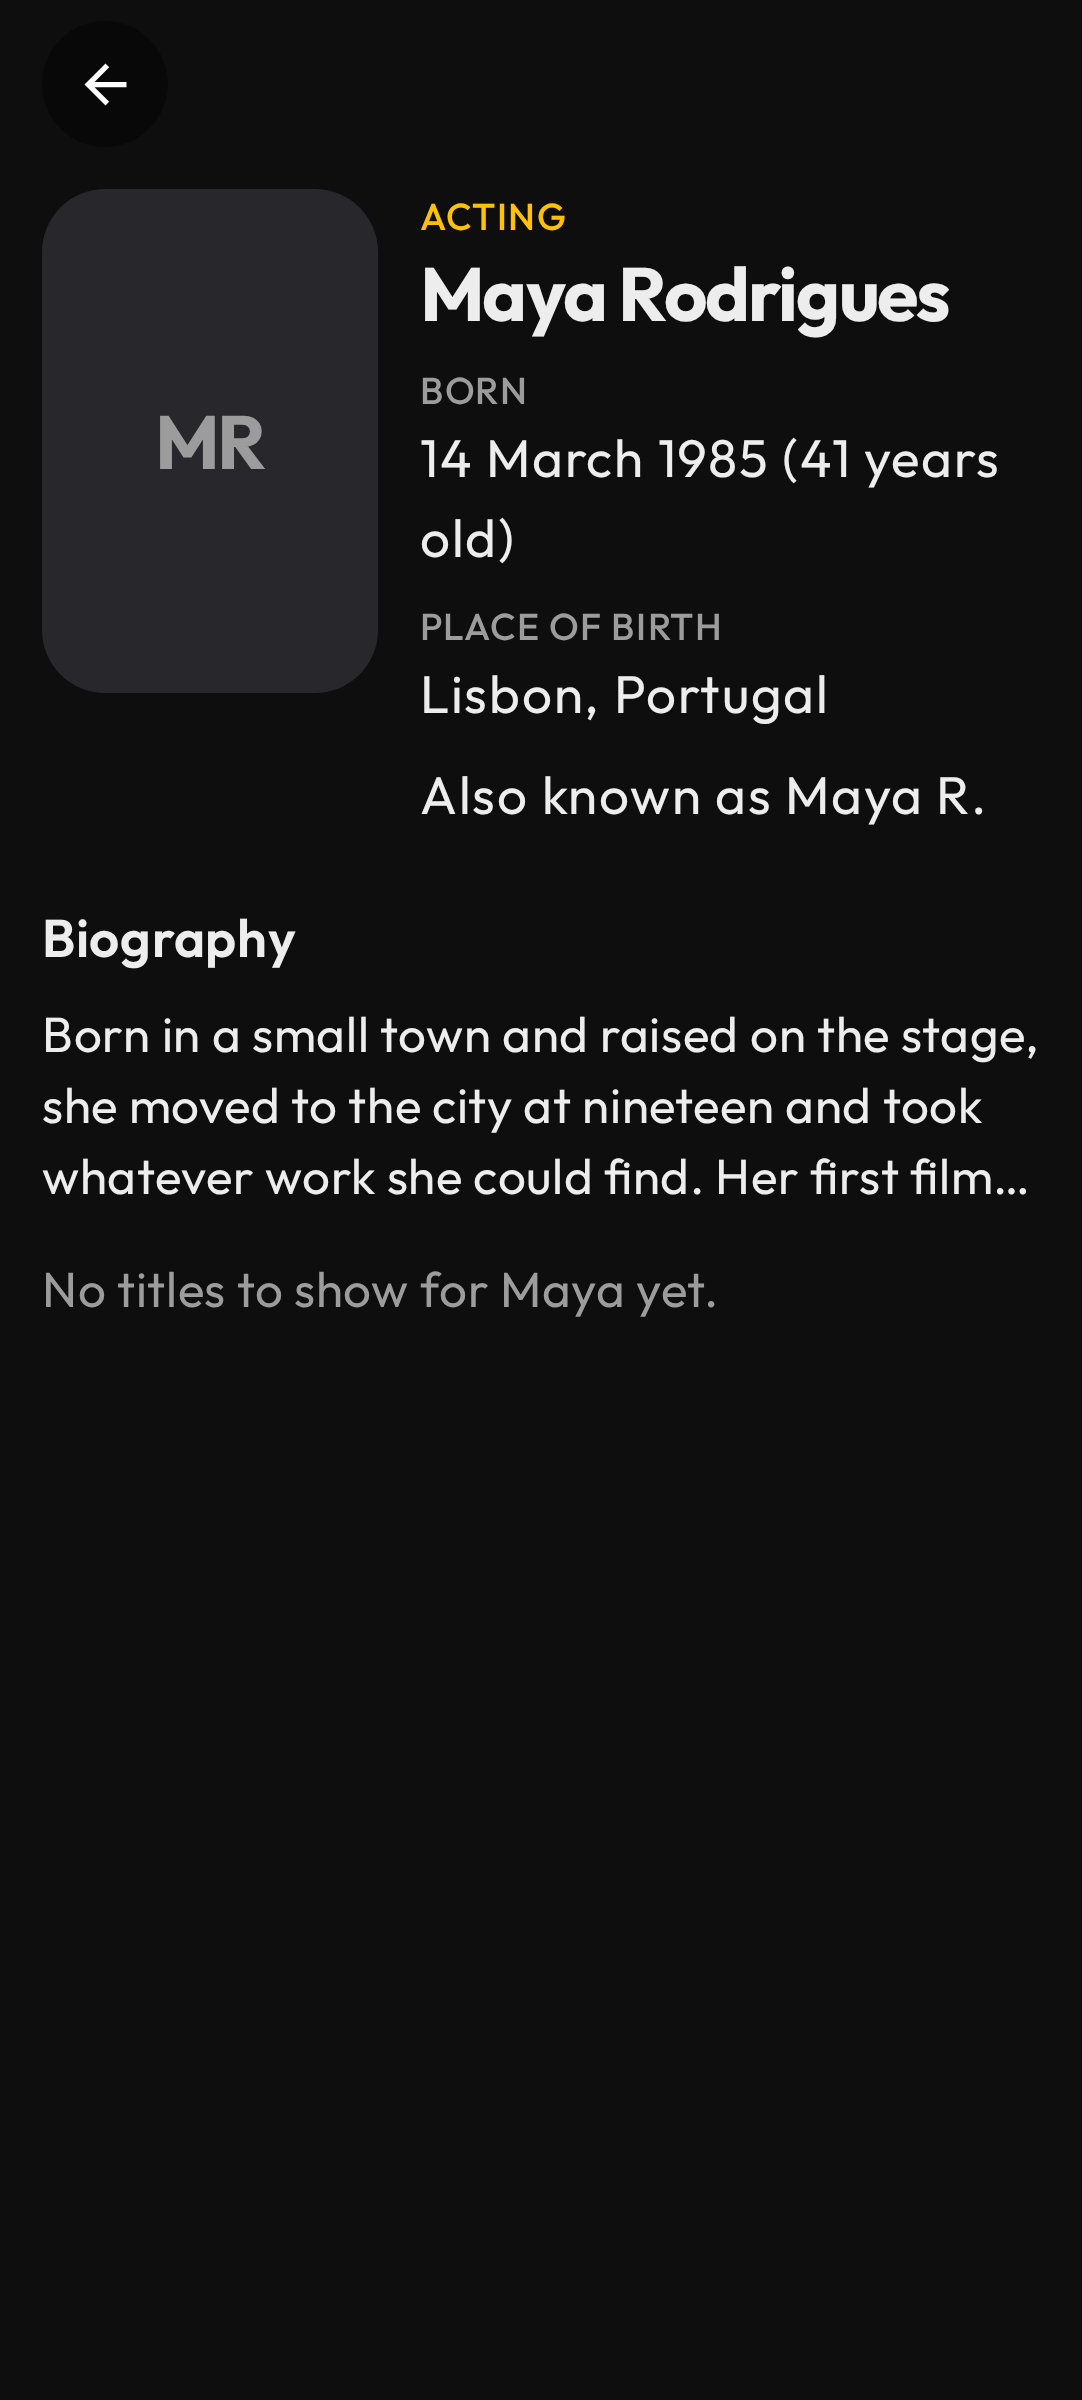 ACTING
Maya Rodrigues
BORN
14 March 1985 (41 years
old)
PLACE OF BIRTH
Lisbon, Portugal
Also known as Maya R.
MR
Biography
Born in a small town and raised on the stage,
she moved to the city at nineteen and took
whatever work she could find. Her first film…
No titles to show for Maya yet.